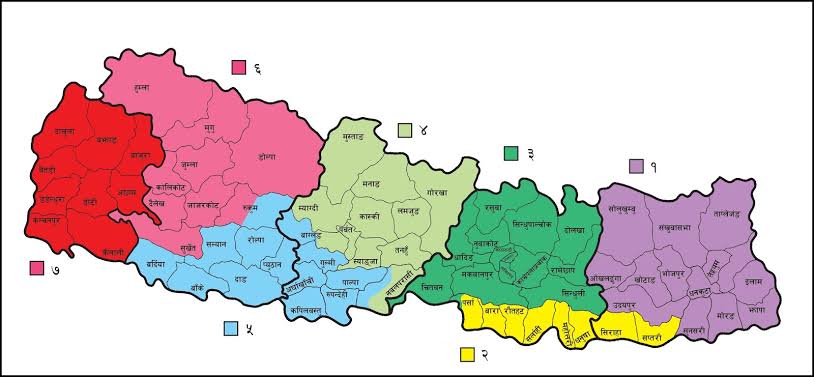 ६
४
३
१
७
५
२
हुम्ला
मुगु
डोल्पा
जुम्ला
कालिकोट
दैलेख
जाजरकोट
रुकुम
सुर्खेत
दार्चुला
बझाङ
बाजुरा
बैतडी
डडेल्धुरा
डोटी
अछाम
कन्चनपुर
कैलाली
मुस्ताङ
मनाङ
गोरखा
म्याग्दी
कास्की
लमजुङ
पर्वत
बाग्लुङ
तनहुँ
स्याङजा
नवलपरासी
सल्यान
रोल्पा
प्यूठान
बर्दिया
बाँके
दाङ
गुल्मी
अर्घाखाँची
पाल्पा
रुपन्देही
कपिलबस्तु
रसुवा
सिन्धुपाल्चोक
दोलखा
नुवाकोट
धादिङ
मकवानपुर
काभ्रेपलाञ्चोक
रामेछाप
चितवन
सिन्धुली
पर्सा
बारा
रौतहट
सर्लाही
महोत्तरी
धनुषा
सिराहा
सप्तरी
सोलुखुम्बु
संखुवासभा
ताप्लेजुङ
ओखलढुंगा
खोटाङ
भोजपुर
तेह्रथुम
धनकुटा
इलाम
उदयपुर
सुनसरी
मोरङ
झापा